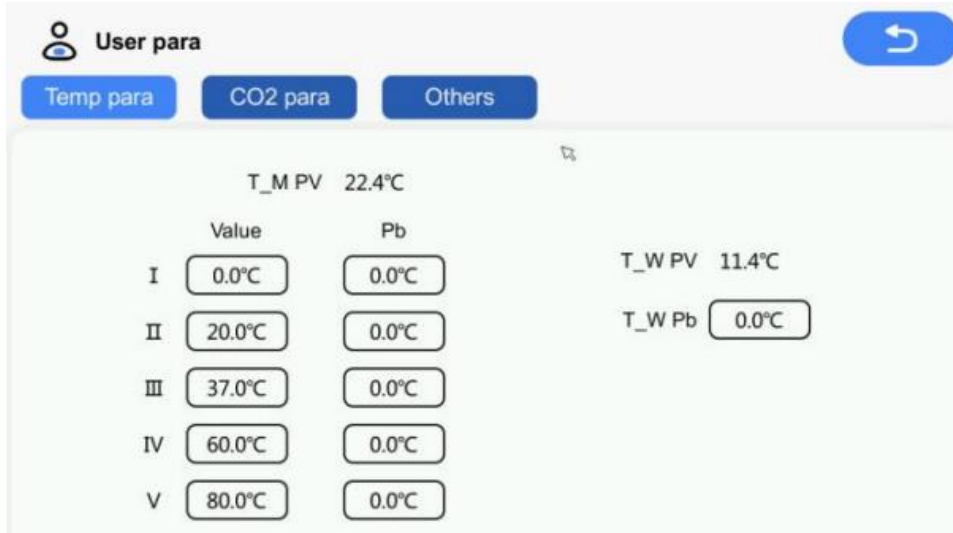 User para
Temp para CO2 para Others
T_M PV 22.4℃
Value Pb
I 0.0℃ 0.0℃
II 20.0℃ 0.0℃
III 37.0℃ 0.0℃
IV 60.0℃ 0.0℃
V 80.0℃ 0.0℃
T_W PV 11.4℃
T_W Pb 0.0℃